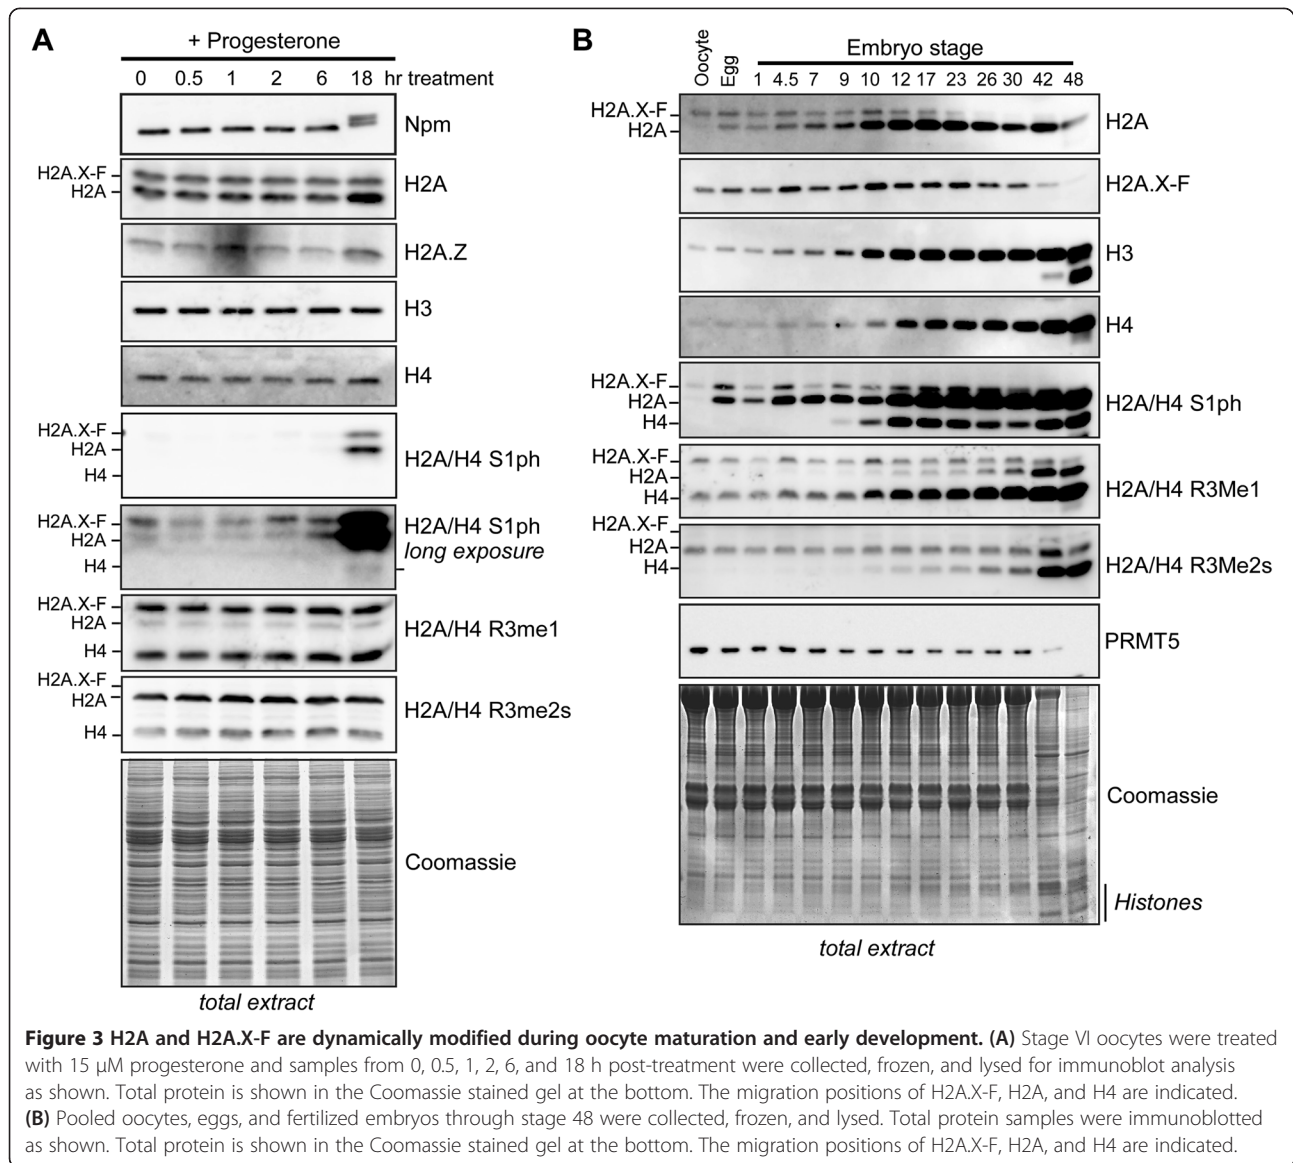 A
+ Progesterone
0 0.5 1 2 6 18 hr treatment
Npm
H2A.X-F
H2A
H2A
H2A.Z
H3
H4
H2A.X-F
H2A
H4
H2A/H4 S1ph
H2A.X-F
H2A
H4
H2A/H4 S1ph
long exposure
H2A.X-F
H2A
H4
H2A/H4 R3me1
H2A.X-F
H2A
H4
H2A/H4 R3me2s
Coomassie
total extract
B
Oocyte
Egg
Embryo stage
1 4.5 7 9 10 12 17 23 26 30 42 48
H2A.X-F
H2A
H2A
H2A.X-F
H3
H4
H2A.X-F
H2A
H4
H2A/H4 S1ph
H2A.X-F
H2A
H4
H2A/H4 R3Me1
H2A.X-F
H2A
H4
H2A/H4 R3Me2s
PRMT5
Coomassie
Histones
total extract
Figure 3 H2A and H2A.X-F are dynamically modified during oocyte maturation and early development. (A) Stage VI oocytes were treated
with 15 µM progesterone and samples from 0, 0.5, 1, 2, 6, and 18 h post-treatment were collected, frozen, and lysed for immunoblot analysis
as shown. Total protein is shown in the Coomassie stained gel at the bottom. The migration positions of H2A.X-F, H2A, and H4 are indicated.
(B) Pooled oocytes, eggs, and fertilized embryos through stage 48 were collected, frozen, and lysed. Total protein samples were immunoblotted
as shown. Total protein is shown in the Coomassie stained gel at the bottom. The migration positions of H2A.X-F, H2A, and H4 are indicated.